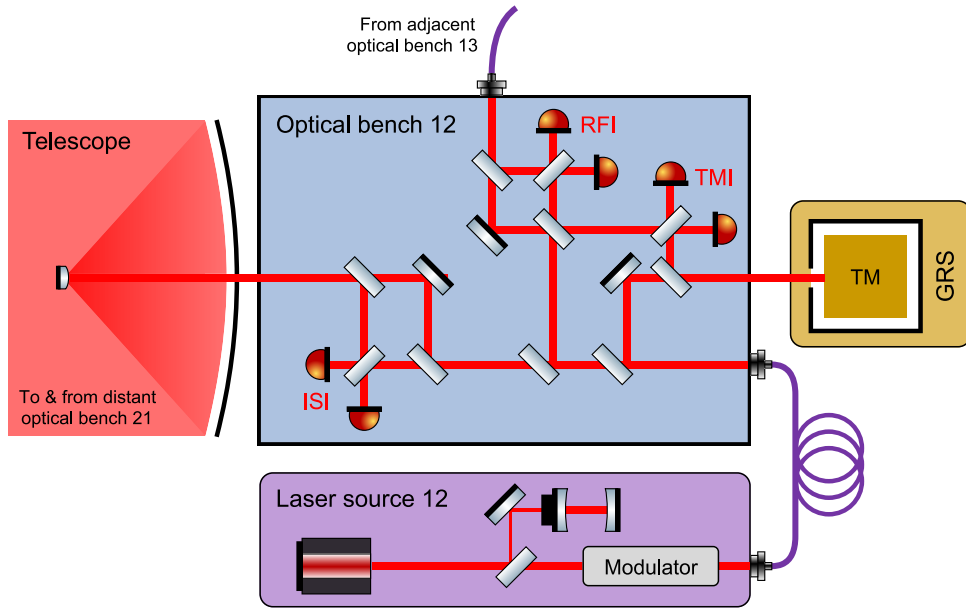 From adjacent
optical bench 13
Telescope
Optical bench 12
RFI
TMI
TM
GRS
ISI
To & from distant
optical bench 21
Laser source 12
Modulator